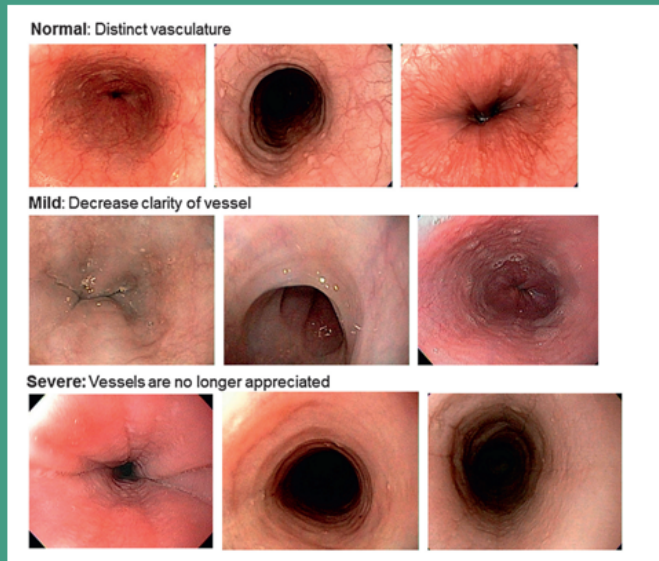 Normal: Distinct vasculature
Mild: Decrease clarity of vessel
Severe: Vessels are no longer appreciated